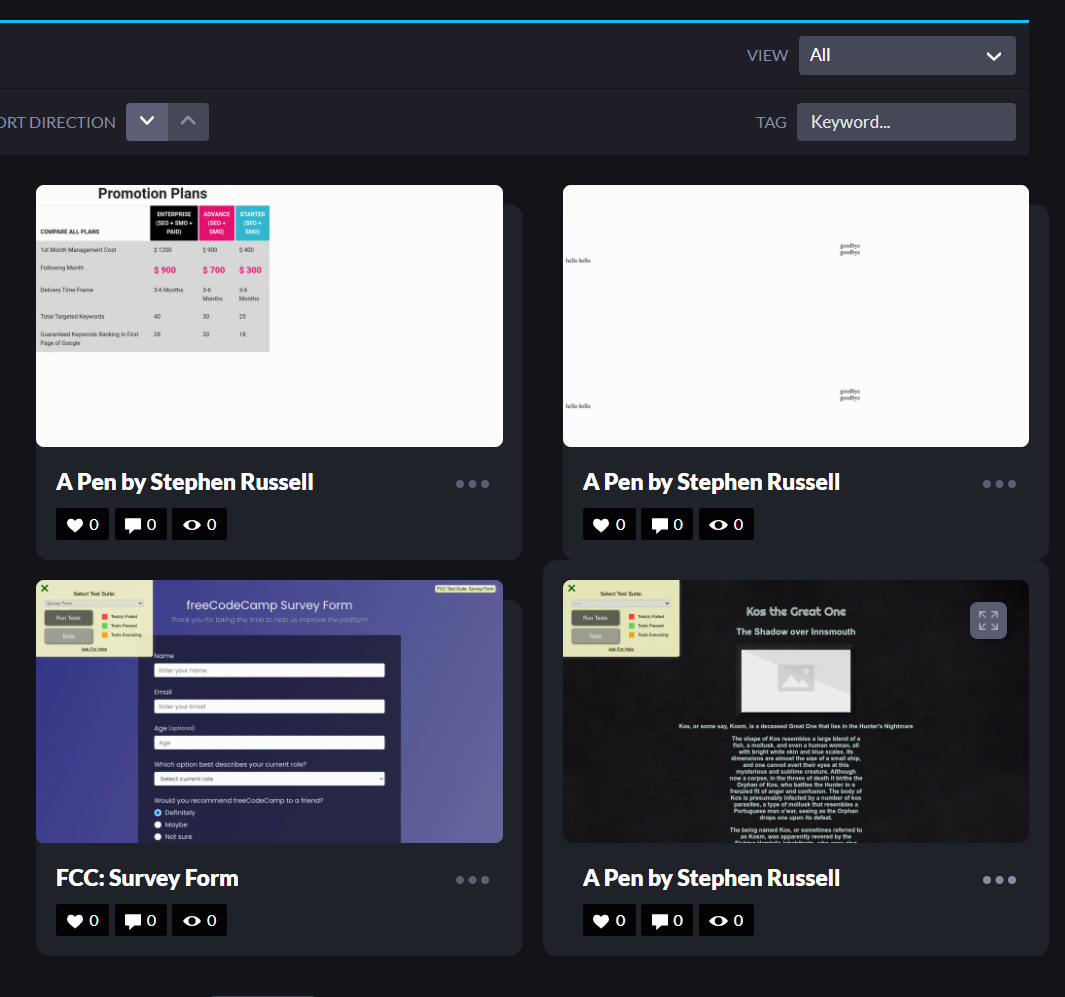 VIEW All
ORT DIRECTION
TAG Keyword...
Promotion Plans
COMPARE ALL PLANS ENTERPRISE (SEO + SMO + PAID) ADVANCE (SEO + SMO) STARTER (SEO + SMO)
1st Month Management Cost $ 1200 $ 900 $ 400
Following Month $ 900 $ 700 $ 300
Delivery Time Frame 3-6 Months 3-6 Months 3-6 Months
Total Targeted Keywords 40 30 25
Guaranteed Keywords Ranking in First Page of Google 28 20 18
goodbye
goodbye
hello hello
goodbye
goodbye
hello hello
A Pen by Stephen Russell
0 0 0
A Pen by Stephen Russell
0 0 0
Select Test Suite:
Survey Form
Run Tests
Tests
Test(s) Failed
Tests Passed
Tests Executing
Ask For Help
FCC Test Suite: Survey Form
freeCodeCamp Survey Form
Thank you for taking the time to help us improve the platform
Name
Enter your name
Email
Enter your Email
Age (optional)
Age
Which option best describes your current role?
Select current role
Would you recommend freeCodeCamp to a friend?
Definitely
Maybe
Not sure
Select Test Suite:
Run Tests
Tests
Test(s) Failed
Tests Passed
Tests Executing
Ask For Help
Kos the Great One
The Shadow over Innsmouth
Kos, or some say, Kosm, is a deceased Great One that lies in the Hunter's Nightmare
The shape of Kos resembles a large blend of a
fish, a mollusk, and even a human woman, all
with bright white skin and blue scales. Its
dimensions are almost the size of a small ship,
and one cannot avert their eyes at this
mysterious and sublime creature. Although
now a corpse, in the throes of death it births the
Orphan of Kos, who battles the Hunter in a
frenzied fit of anger and confusion. The body of
Kos is presumably infected by a number of kos
parasites, a type of mollusk that resembles a
Portuguese man o'war, seeing as the Orphan
drops one upon its defeat.
The being named Kos, or sometimes referred to
as Kosm, was apparently revered by the
FCC: Survey Form
0 0 0
A Pen by Stephen Russell
0 0 0